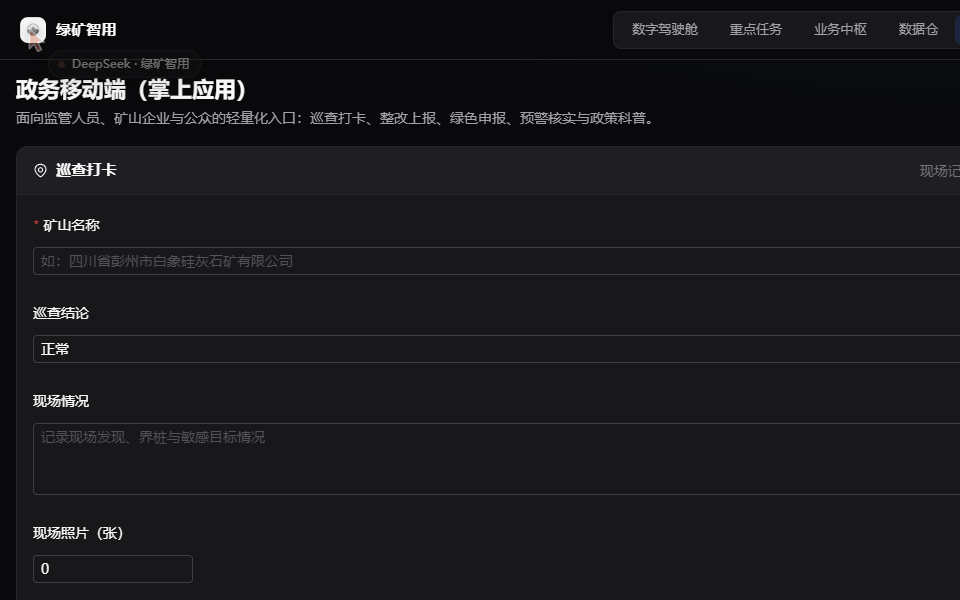 绿矿智用
数字驾驶舱 重点任务 业务中枢 数据仓
DeepSeek · 绿矿智用
政务移动端（掌上应用）
面向监管人员、矿山企业与公众的轻量化入口：巡查打卡、整改上报、绿色申报、预警核实与政策科普。
巡查打卡 现场记
* 矿山名称
如：四川省彭州市白象硅灰石矿有限公司
巡查结论
正常
现场情况
记录现场发现、界桩与敏感目标情况
现场照片（张）
0